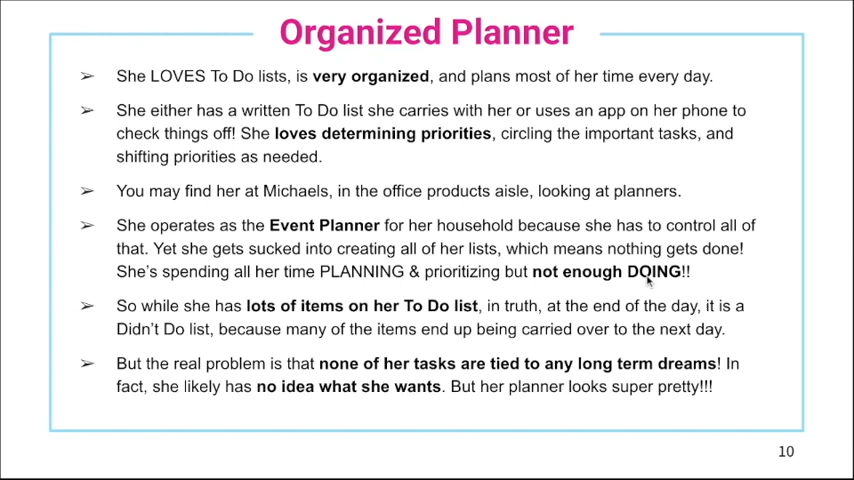 Organized Planner
➢ She LOVES To Do lists, is very organized, and plans most of her time every day.
➢ She either has a written To Do list she carries with her or uses an app on her phone to
check things off! She loves determining priorities, circling the important tasks, and
shifting priorities as needed.
➢ You may find her at Michaels, in the office products aisle, looking at planners.
➢ She operates as the Event Planner for her household because she has to control all of
that. Yet she gets sucked into creating all of her lists, which means nothing gets done!
She's spending all her time PLANNING & prioritizing but not enough DOING!!
➢ So while she has lots of items on her To Do list, in truth, at the end of the day, it is a
Didn't Do list, because many of the items end up being carried over to the next day.
➢ But the real problem is that none of her tasks are tied to any long term dreams! In
fact, she likely has no idea what she wants. But her planner looks super pretty!!!
10